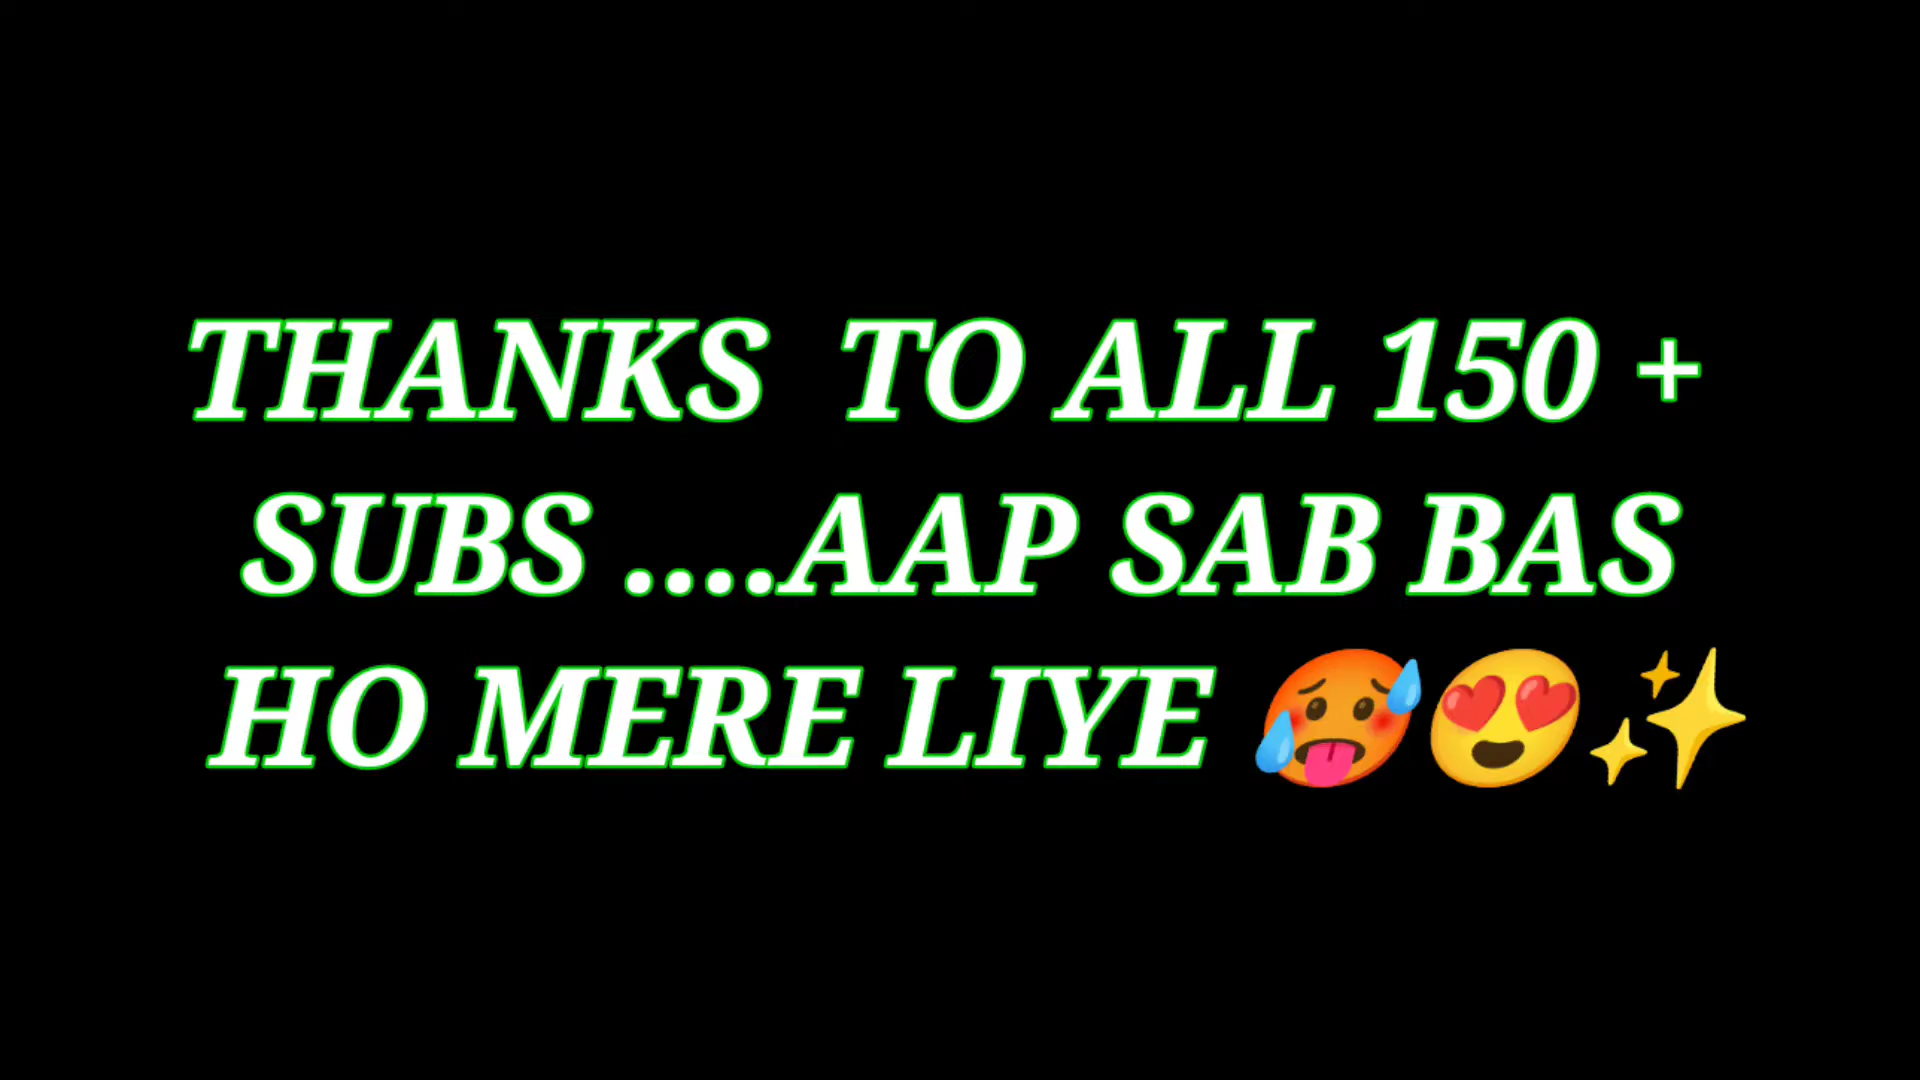 THANKS  TO ALL 150 +
SUBS ....AAP SAB BAS
HO MERE LIYE 🥵😍✨